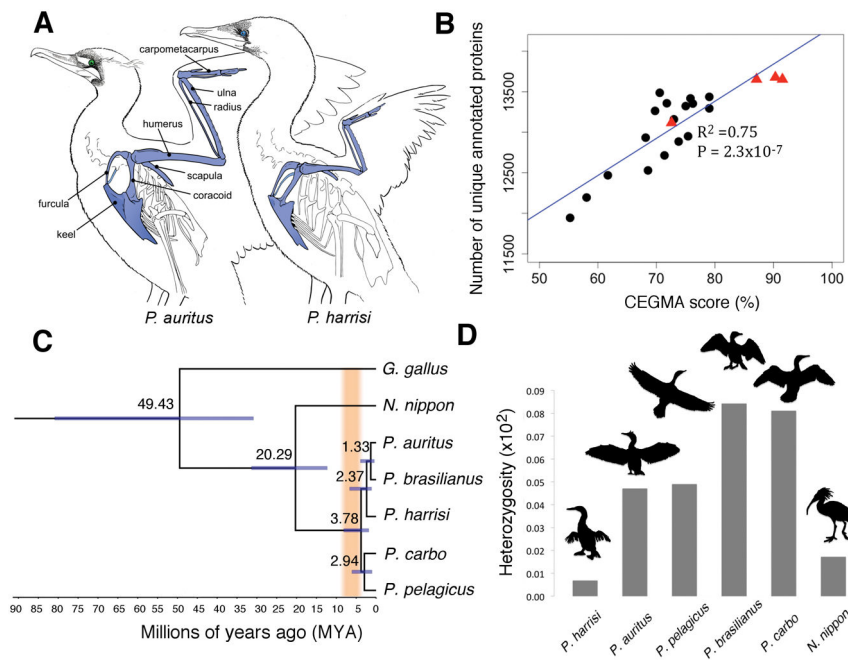 A
carpometacarpus
ulna
radius
humerus
scapula
coracoid
furcula
keel
P. auritus
P. harrisi
B
Number of unique annotated proteins
13500
12500
11500
R2 =0.75
P = 2.3x10-7
50 60 70 80 90 100
CEGMA score (%)
C
G. gallus
49.43
N. nippon
20.29
P. auritus
1.33
P. brasilianus
2.37
P. harrisi
3.78
P. carbo
2.94
P. pelagicus
90 85 80 75 70 65 60 55 50 45 40 35 30 25 20 15 10 5 0
Millions of years ago (MYA)
D
Heterozygosity (x10²)
0.09
0.08
0.07
0.06
0.05
0.04
0.03
0.02
0.01
0.00
P. harrisi
P. auritus
P. pelagicus
P. brasilianus
P. carbo
N. nippon